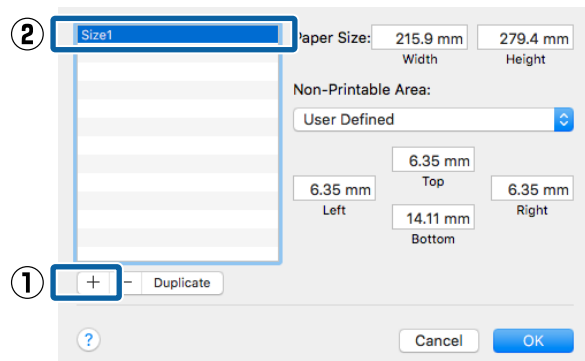 ② Size1
Paper Size: 215.9 mm 279.4 mm
Width Height
Non-Printable Area:
User Defined
6.35 mm
Top
6.35 mm 6.35 mm
Left Right
14.11 mm
Bottom
① + − Duplicate
? Cancel OK